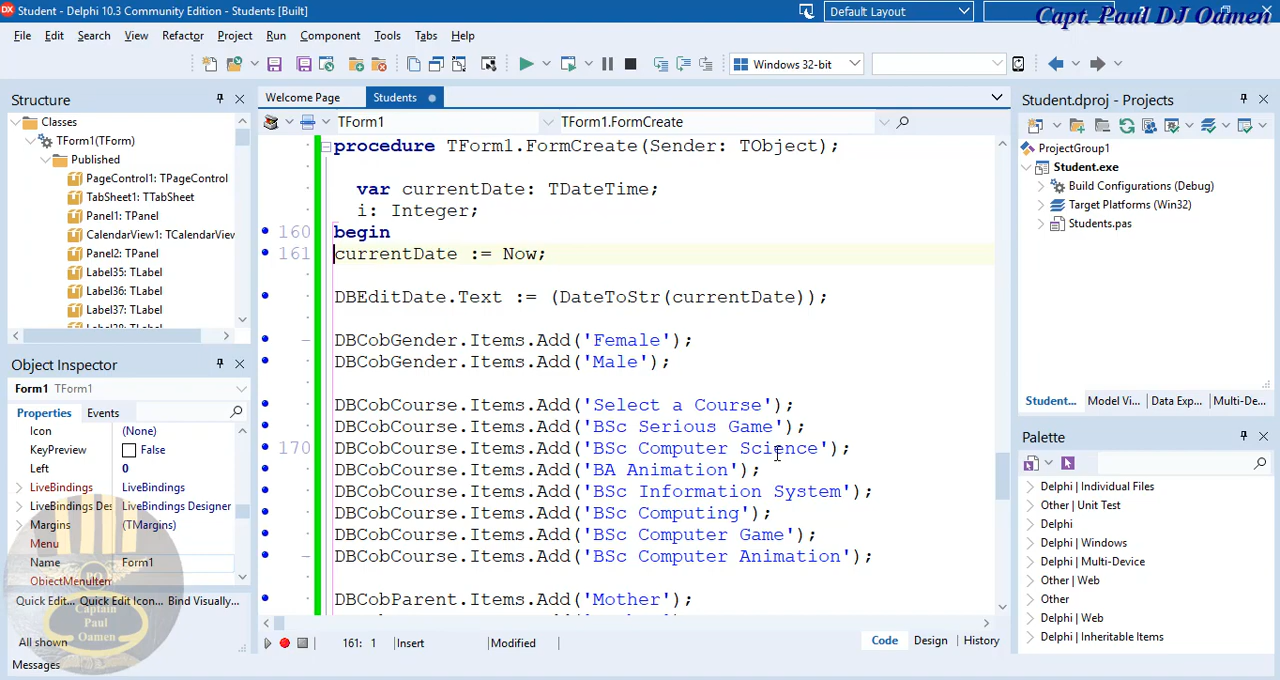 Student - Delphi 10.3 Community Edition - Students [Built]
Default Layout
Capt. Paul DJ Oamen
File Edit Search View Refactor Project Run Component Tools Tabs Help
Windows 32-bit
Structure
Classes
TForm1(TForm)
Published
PageControl1: TPageControl
TabSheet1: TTabSheet
Panel1: TPanel
CalendarView1: TCalendarView
Panel2: TPanel
Label35: TLabel
Label36: TLabel
Label37: TLabel
Object Inspector
Form1 TForm1
Properties Events
Icon (None)
KeyPreview False
Left 0
LiveBindings LiveBindings
LiveBindings Des LiveBindings Designer
Margins (TMargins)
Menu
Name Form1
ObjectMenuItem
Quick Edit... Quick Edit Icon... Bind Visually...
Captain
Paul
Oamen
All shown
Messages
Welcome Page Students
TForm1 TForm1.FormCreate
procedure TForm1.FormCreate(Sender: TObject);
var currentDate: TDateTime;
i: Integer;
160 begin
161 currentDate := Now;
DBEditDate.Text := (DateToStr(currentDate));
DBCobGender.Items.Add('Female');
DBCobGender.Items.Add('Male');
DBCobCourse.Items.Add('Select a Course');
DBCobCourse.Items.Add('BSc Serious Game');
170 DBCobCourse.Items.Add('BSc Computer Science');
DBCobCourse.Items.Add('BA Animation');
DBCobCourse.Items.Add('BSc Information System');
DBCobCourse.Items.Add('BSc Computing');
DBCobCourse.Items.Add('BSc Computer Game');
DBCobCourse.Items.Add('BSc Computer Animation');
DBCobParent.Items.Add('Mother');
161: 1 Insert Modified Code Design History
Student.dproj - Projects
ProjectGroup1
Student.exe
Build Configurations (Debug)
Target Platforms (Win32)
Students.pas
Student... Model Vi... Data Exp... Multi-De...
Palette
Delphi | Individual Files
Other | Unit Test
Delphi
Delphi | Windows
Delphi | Multi-Device
Other | Web
Other
Delphi | Web
Delphi | Inheritable Items